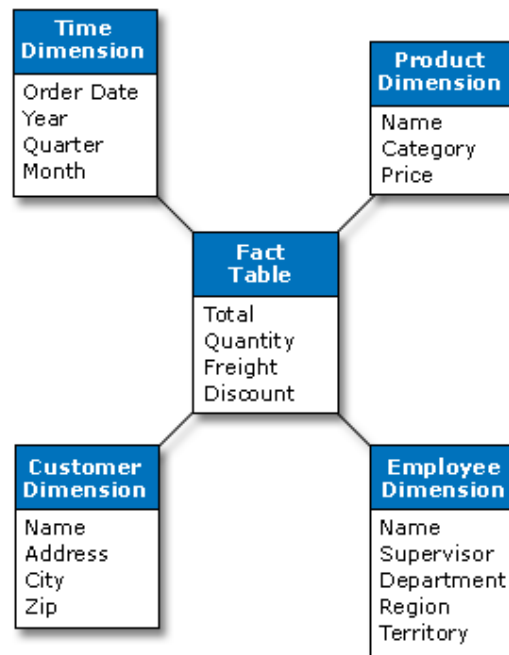 Time
Dimension
Order Date
Year
Quarter
Month
Product
Dimension
Name
Category
Price
Fact
Table
Total
Quantity
Freight
Discount
Customer
Dimension
Name
Address
City
Zip
Employee
Dimension
Name
Supervisor
Department
Region
Territory